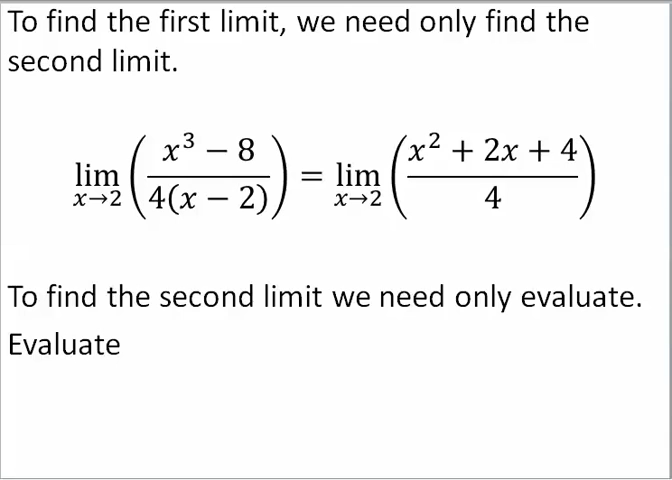 To find the first limit, we need only find the
second limit.
lim x→2 (x³ − 8 / 4(x − 2)) = lim x→2 (x² + 2x + 4 / 4)
To find the second limit we need only evaluate.
Evaluate